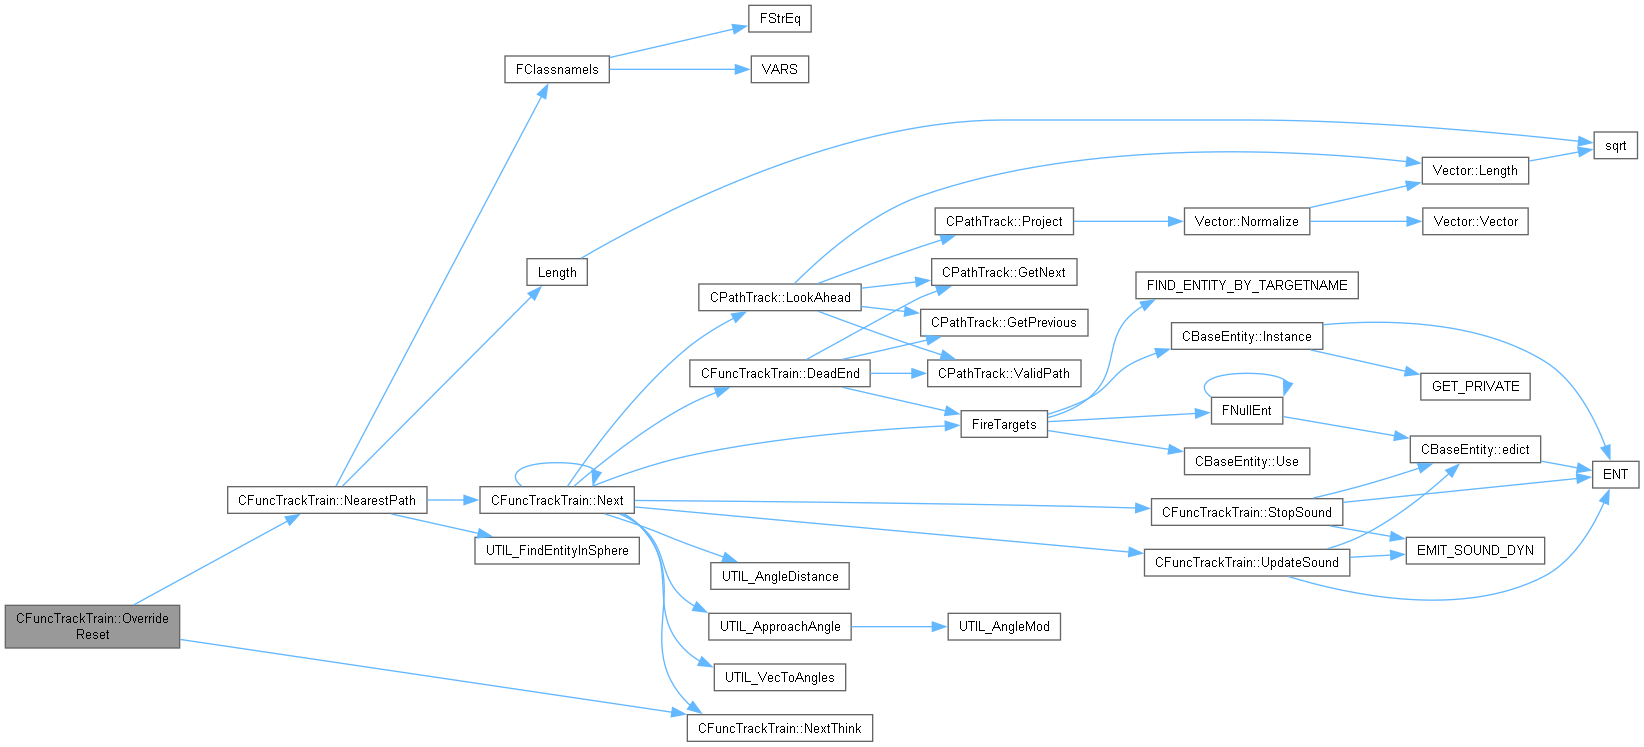 FStrEq
FClassnameIs
VARS
sqrt
Vector::Length
CPathTrack::Project
Vector::Normalize
Vector::Vector
Length
CPathTrack::GetNext
FIND_ENTITY_BY_TARGETNAME
CPathTrack::LookAhead
CPathTrack::GetPrevious
CBaseEntity::Instance
CFuncTrackTrain::DeadEnd
CPathTrack::ValidPath
GET_PRIVATE
FNullEnt
FireTargets
CBaseEntity::edict
CBaseEntity::Use
ENT
CFuncTrackTrain::NearestPath
CFuncTrackTrain::Next
CFuncTrackTrain::StopSound
UTIL_FindEntityInSphere
EMIT_SOUND_DYN
CFuncTrackTrain::UpdateSound
UTIL_AngleDistance
CFuncTrackTrain::Override
Reset
UTIL_ApproachAngle
UTIL_AngleMod
UTIL_VecToAngles
CFuncTrackTrain::NextThink